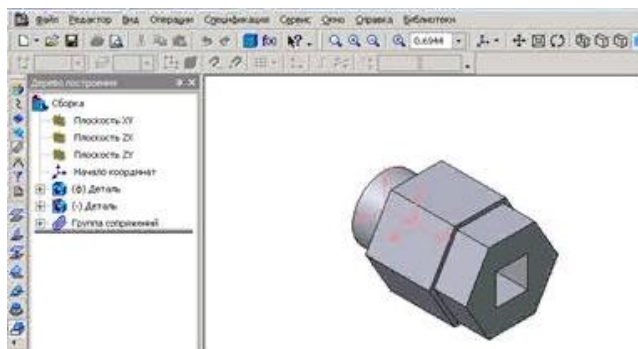 Файл Редактор Вид Операции Спецификация Сервис Окно Справка Библиотеки
0.6944
Дерево построения
Сборка
Плоскость XY
Плоскость ZX
Плоскость ZY
Начало координат
(ф) Деталь
(-) Деталь
Группа сопряжений